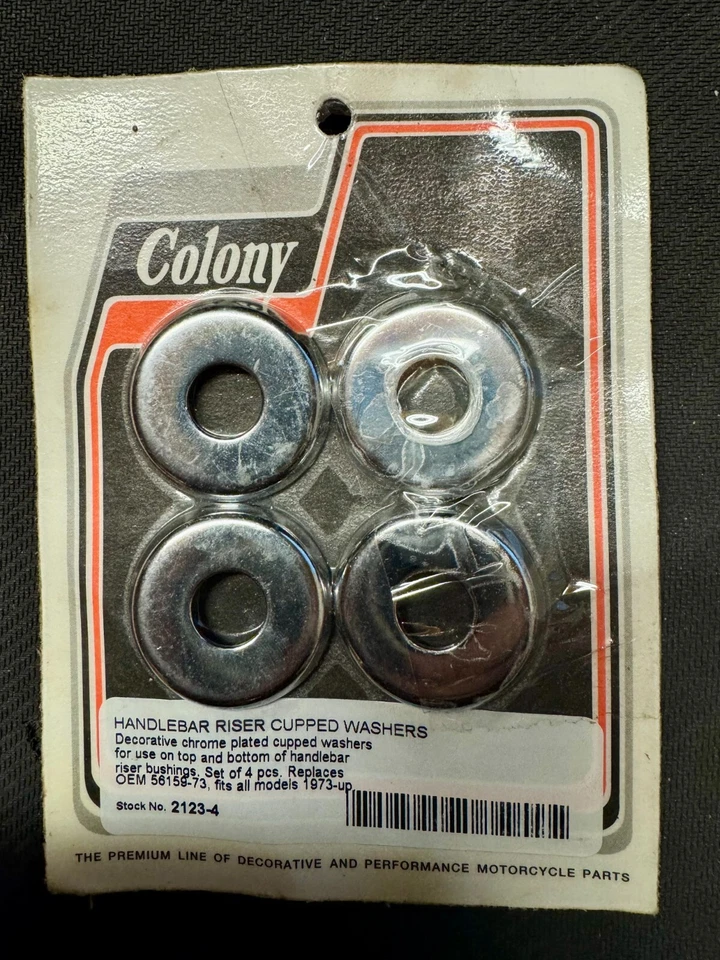 Colony
HANDLEBAR RISER CUPPED WASHERS
Decorative chrome plated cupped washers
for use on top and bottom of handlebar
riser bushings. Set of 4 pcs. Replaces
OEM 56159-73, fits all models 1973-up
Stock No. 2123-4
THE PREMIUM LINE OF DECORATIVE AND PERFORMANCE MOTORCYCLE PARTS